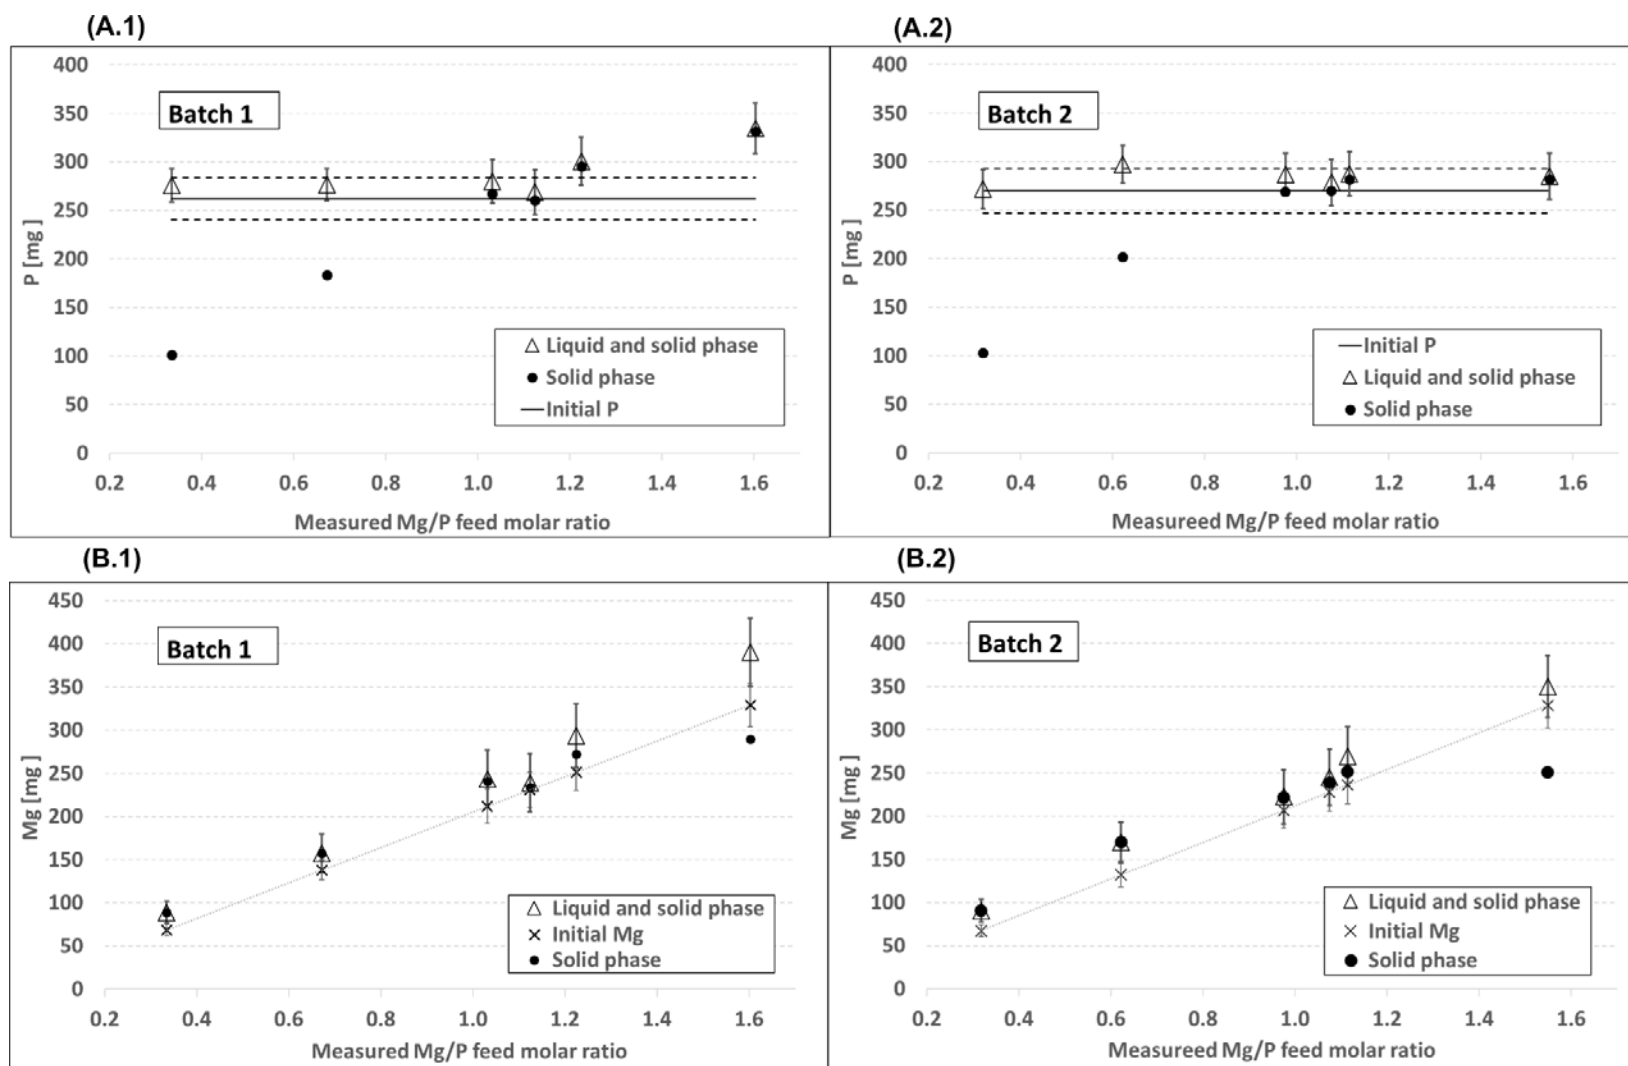 (A.1)
400
350
300
250
200
150
100
50
0
P [mg]
Batch 1
Liquid and solid phase
Solid phase
Initial P
0.2 0.4 0.6 0.8 1.0 1.2 1.4 1.6
Measured Mg/P feed molar ratio
(A.2)
400
350
300
250
200
150
100
50
0
P [mg]
Batch 2
Initial P
Liquid and solid phase
Solid phase
0.2 0.4 0.6 0.8 1.0 1.2 1.4 1.6
Measureed Mg/P feed molar ratio
(B.1)
450
400
350
300
250
200
150
100
50
0
Mg [mg]
Batch 1
Liquid and solid phase
Initial Mg
Solid phase
0.2 0.4 0.6 0.8 1.0 1.2 1.4 1.6
Measured Mg/P feed molar ratio
(B.2)
450
400
350
300
250
200
150
100
50
0
Mg [mg]
Batch 2
Liquid and solid phase
Initial Mg
Solid phase
0.2 0.4 0.6 0.8 1.0 1.2 1.4 1.6
Measureed Mg/P feed molar ratio